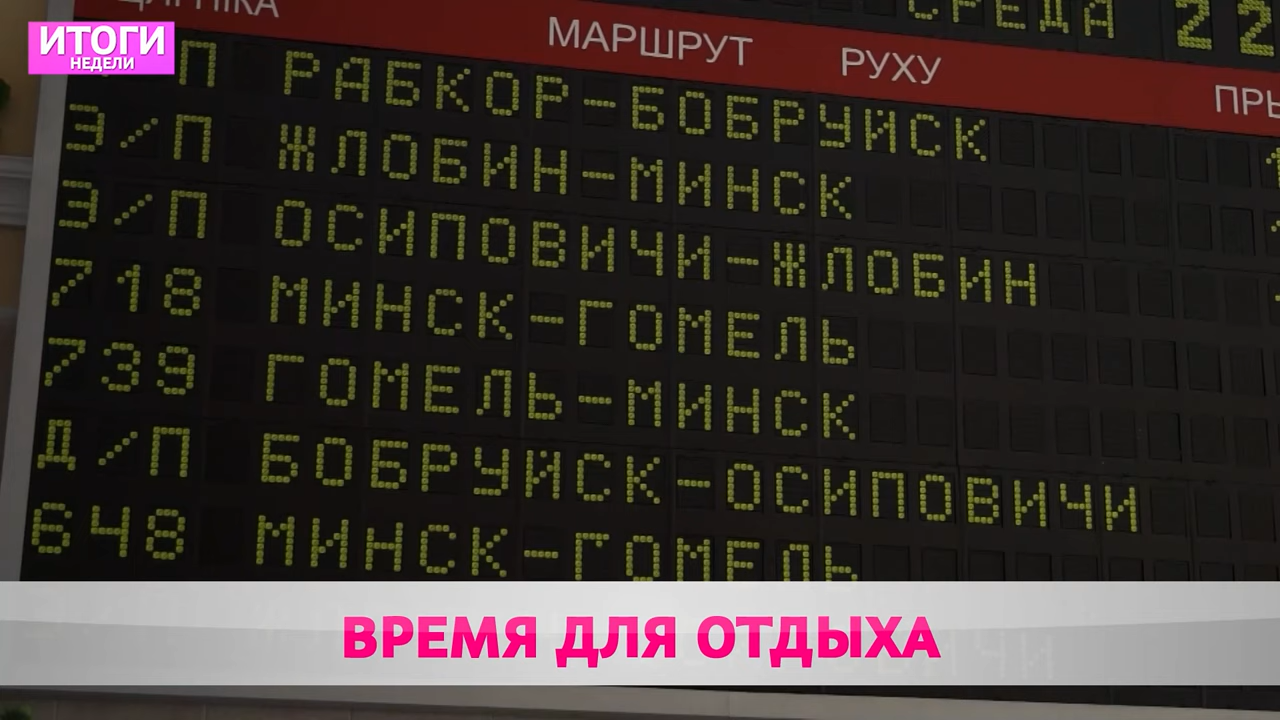 ИТОГИ
НЕДЕЛИ
СРЕДА 22
МАРШРУТ РУХУ
П РАБКОР-БОБРУЙСК
Э/П ЖЛОБИН-МИНСК
Э/П ОСИПОВИЧИ-ЖЛОБИН
718 МИНСК-ГОМЕЛЬ
739 ГОМЕЛЬ-МИНСК
Д/П БОБРУЙСК-ОСИПОВИЧИ
648 МИНСК-ГОМЕЛЬ
ВРЕМЯ ДЛЯ ОТДЫХА